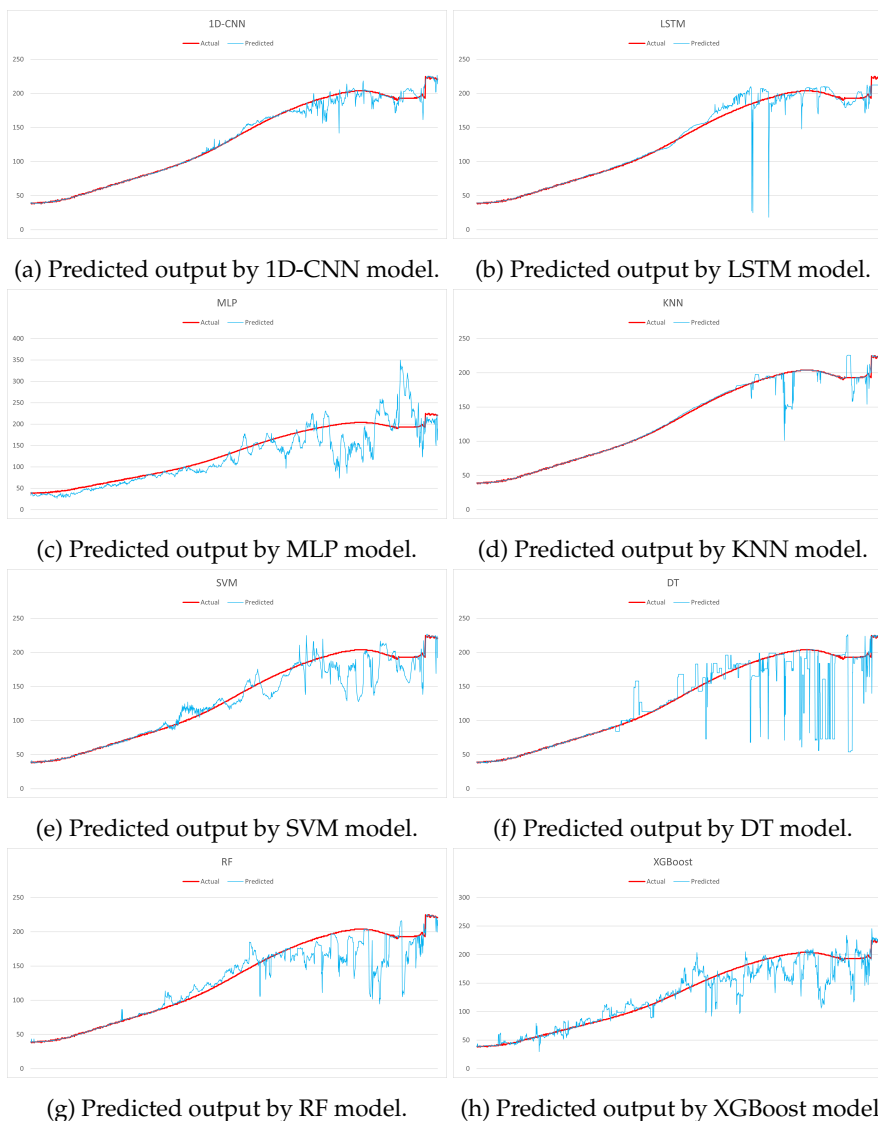 1D-CNN
Actual Predicted
250
200
150
100
50
0
(a) Predicted output by 1D-CNN model.
LSTM
Actual Predicted
250
200
150
100
50
0
(b) Predicted output by LSTM model.
MLP
Actual Predicted
400
350
300
250
200
150
100
50
0
(c) Predicted output by MLP model.
KNN
Actual Predicted
250
200
150
100
50
0
(d) Predicted output by KNN model.
SVM
Actual Predicted
250
200
150
100
50
0
(e) Predicted output by SVM model.
DT
Actual Predicted
250
200
150
100
50
0
(f) Predicted output by DT model.
RF
Actual Predicted
250
200
150
100
50
0
(g) Predicted output by RF model.
XGBoost
Actual Predicted
300
250
200
150
100
50
0
(h) Predicted output by XGBoost model